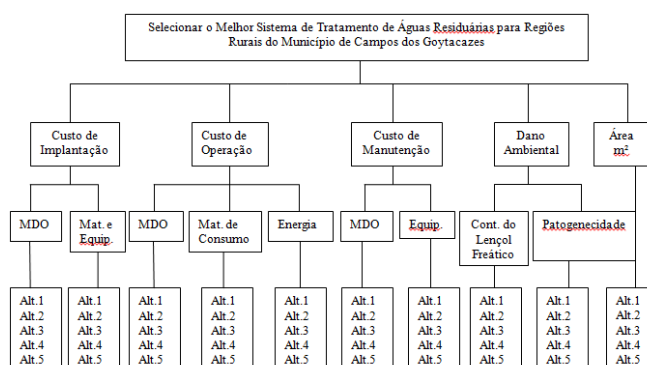 Selecionar o Melhor Sistema de Tratamento de Águas Residuárias para Regiões
Rurais do Município de Campos dos Goytacazes
Custo de
Implantação
Custo de
Operação
Custo de
Manutenção
Dano
Ambiental
Área
m²
MDO
Mat. e
Equip.
MDO
Mat. de
Consumo
Energia
MDO
Equip.
Cont. do
Lençol
Freático
Patogenecidade
Alt.1
Alt.2
Alt.3
Alt.4
Alt.5
Alt.1
Alt.2
Alt.3
Alt.4
Alt.5
Alt.1
Alt.2
Alt.3
Alt.4
Alt.5
Alt.1
Alt.2
Alt.3
Alt.4
Alt.5
Alt.1
Alt.2
Alt.3
Alt.4
Alt.5
Alt.1
Alt.2
Alt.3
Alt.4
Alt.5
Alt.1
Alt.2
Alt.3
Alt.4
Alt.5
Alt.1
Alt.2
Alt.3
Alt.4
Alt.5
Alt.1
Alt.2
Alt.3
Alt.4
Alt.5
Alt.1
Alt.2
Alt.3
Alt.4
Alt.5